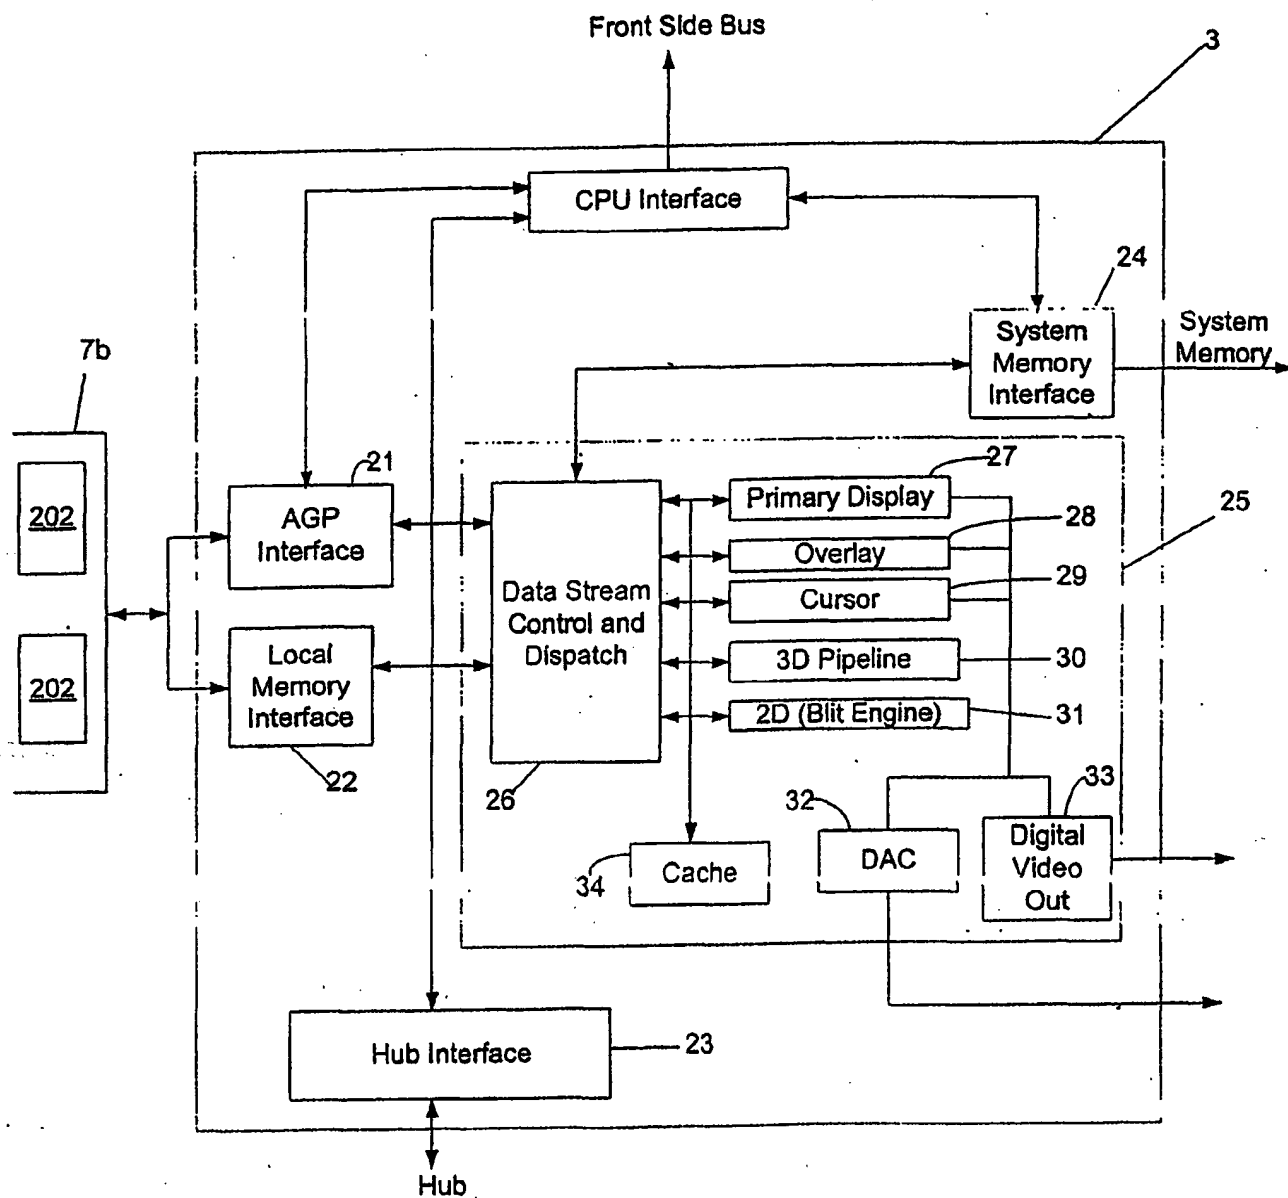 Front Side Bus
3
CPU Interface
24
System
Memory
Interface
System
Memory
7b
202
202
21
AGP
Interface
Local
Memory
Interface
22
Data Stream
Control and
Dispatch
26
27
Primary Display
28
Overlay
29
Cursor
25
3D Pipeline
30
2D (Blit Engine)
31
32
DAC
33
Digital
Video
Out
34
Cache
Hub Interface
23
Hub